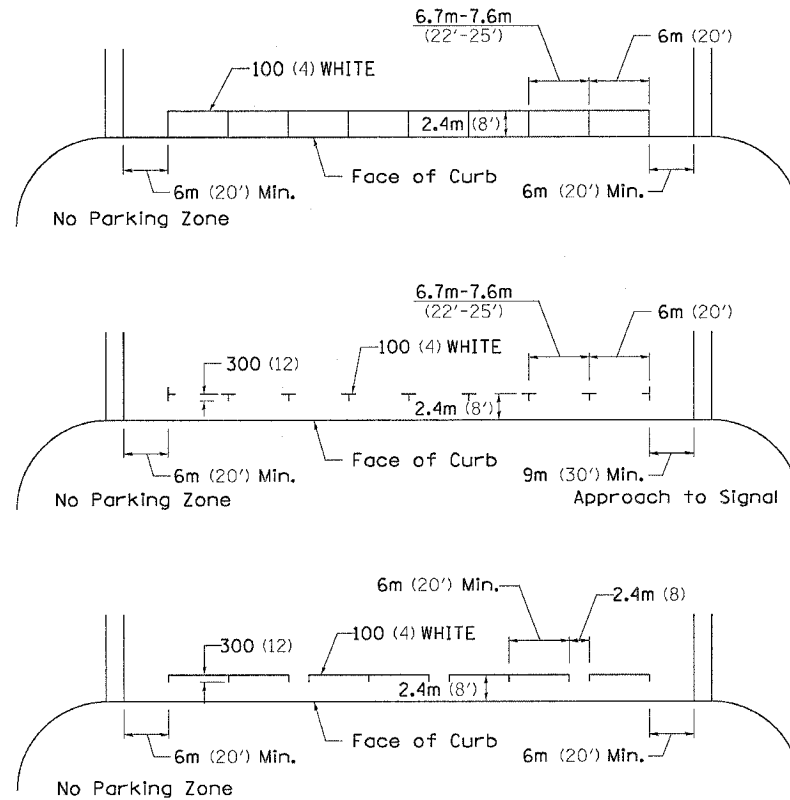 6.7m-7.6m
(22'-25')
6m (20')
100 (4) WHITE
2.4m (8')
6m (20') Min.
Face of Curb
6m (20') Min.
No Parking Zone
6.7m-7.6m
(22'-25')
6m (20')
300 (12)
100 (4) WHITE
2.4m (8')
6m (20') Min.
Face of Curb
9m (30') Min.
No Parking Zone
Approach to Signal
6m (20') Min.
2.4m (8)
300 (12)
100 (4) WHITE
2.4m (8')
6m (20') Min.
Face of Curb
6m (20') Min.
No Parking Zone